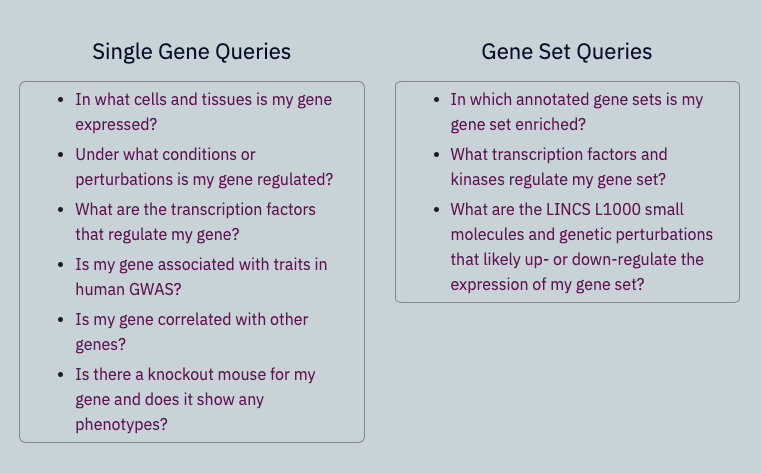 Single Gene Queries
• In what cells and tissues is my gene
expressed?
• Under what conditions or
perturbations is my gene regulated?
• What are the transcription factors
that regulate my gene?
• Is my gene associated with traits in
human GWAS?
• Is my gene correlated with other
genes?
• Is there a knockout mouse for my
gene and does it show any
phenotypes?
Gene Set Queries
• In which annotated gene sets is my
gene set enriched?
• What transcription factors and
kinases regulate my gene set?
• What are the LINCS L1000 small
molecules and genetic perturbations
that likely up- or down-regulate the
expression of my gene set?